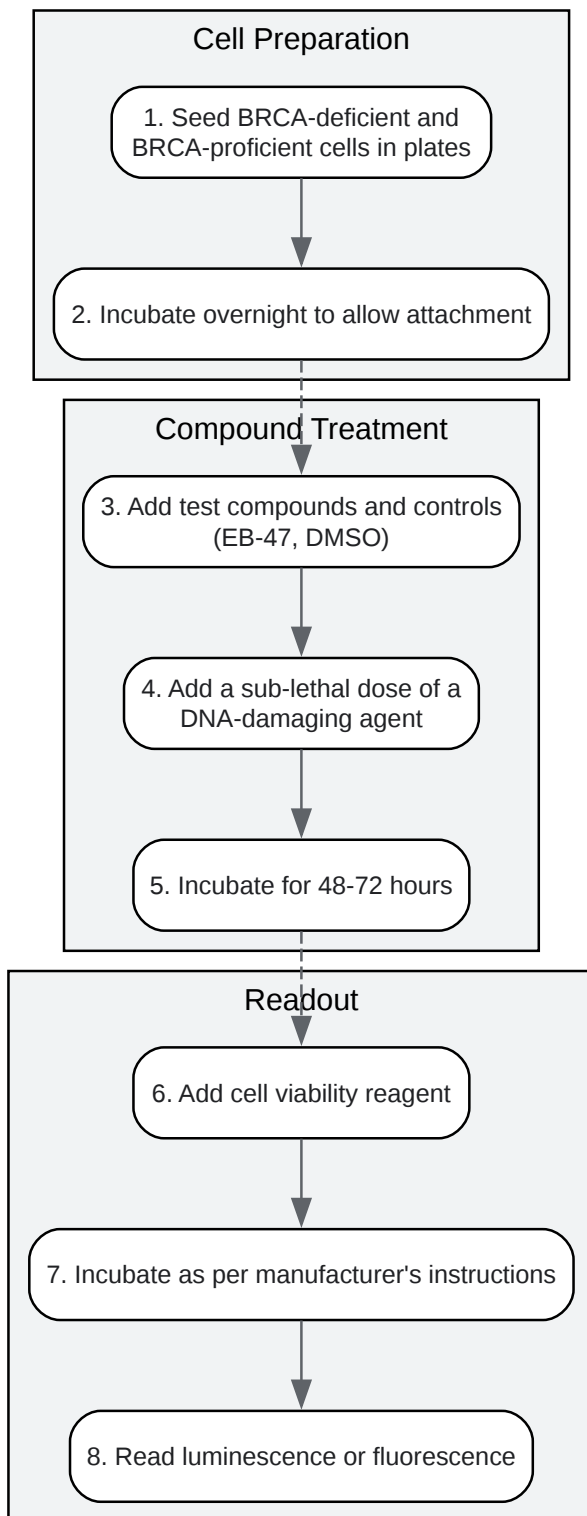 Cell Preparation
1. Seed BRCA-deficient and
BRCA-proficient cells in plates
2. Incubate overnight to allow attachment
Compound Treatment
3. Add test compounds and controls
(EB-47, DMSO)
4. Add a sub-lethal dose of a
DNA-damaging agent
5. Incubate for 48-72 hours
Readout
6. Add cell viability reagent
7. Incubate as per manufacturer's instructions
8. Read luminescence or fluorescence